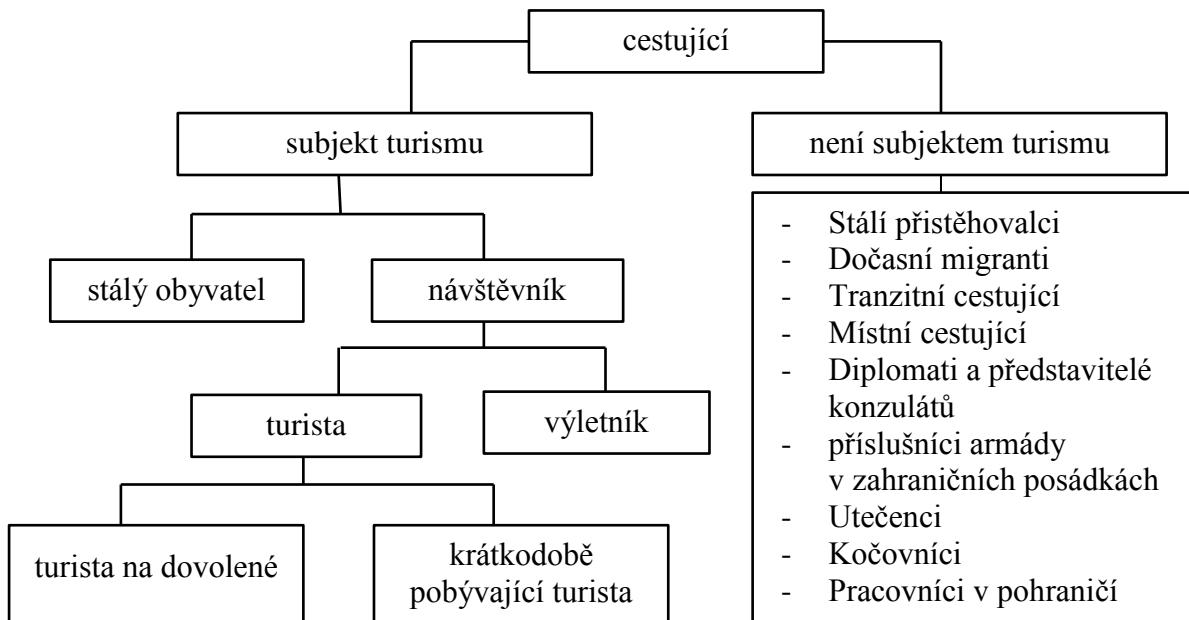 cestující
subjekt turismu
není subjektem turismu
stálý obyvatel
návštěvník
turista
výletník
turista na dovolené
krátkodobě
pobývající turista
- Stálí přistěhovalci
- Dočasní migranti
- Tranzitní cestující
- Místní cestující
- Diplomati a představitelé
konzulátů
- příslušníci armády
v zahraničních posádkách
- Utečenci
- Kočovníci
- Pracovníci v pohraničí